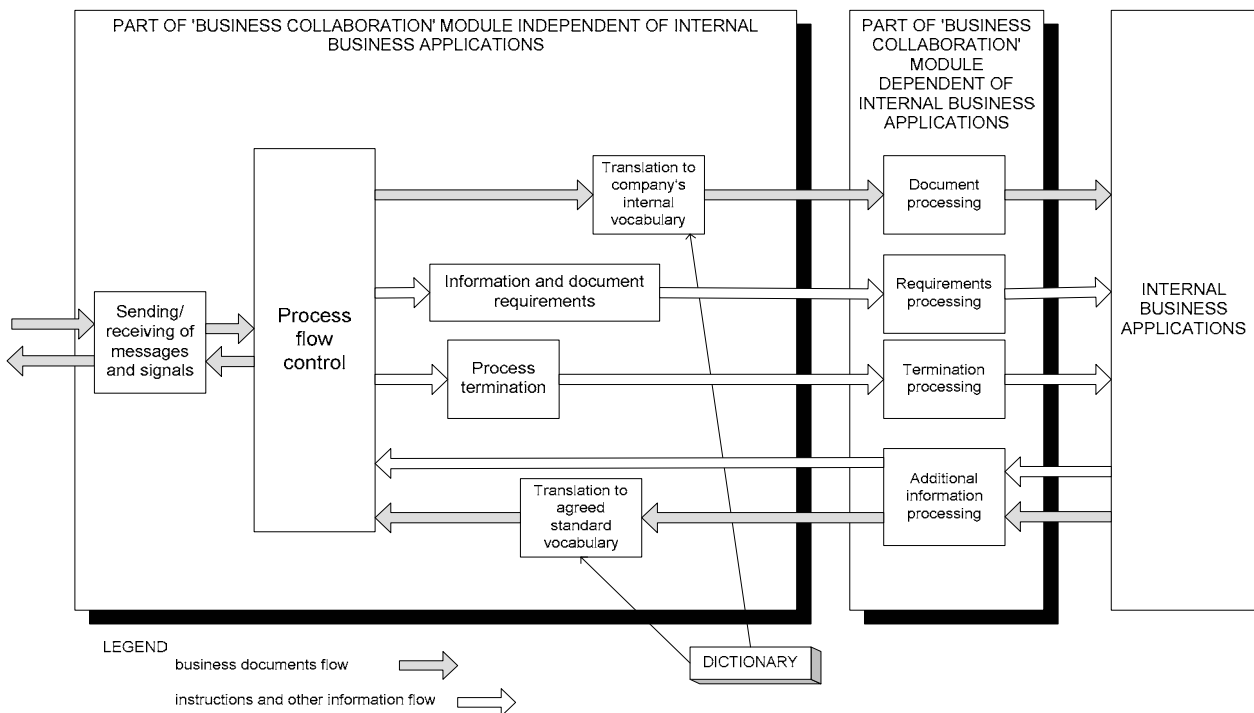 PART OF 'BUSINESS COLLABORATION' MODULE INDEPENDENT OF INTERNAL
BUSINESS APPLICATIONS
PART OF 'BUSINESS
COLLABORATION'
MODULE
DEPENDENT OF
INTERNAL BUSINESS
APPLICATIONS
Translation to
company's
internal
vocabulary
Document
processing
Information and document
requirements
Requirements
processing
INTERNAL
BUSINESS
APPLICATIONS
Sending/
receiving of
messages
and signals
Process
flow
control
Process
termination
Termination
processing
Translation to
agreed
standard
vocabulary
Additional
information
processing
LEGEND
business documents flow
instructions and other information flow
DICTIONARY